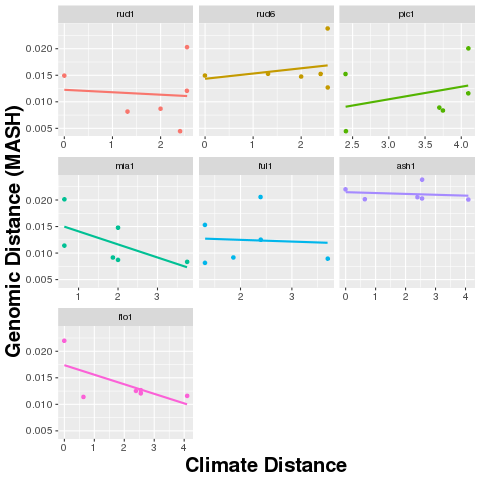 rud1 rud6 pic1
0.020
0.015
0.010
0.005
0 1 2 0 1 2 2.5 3.0 3.5 4.0
mia1 ful1 ash1
0.020
0.015
0.010
0.005
1 2 3 2 3 0 1 2 3 4
flo1
0.020
0.015
0.010
0.005
0 1 2 3 4
Genomic Distance (MASH)
Climate Distance